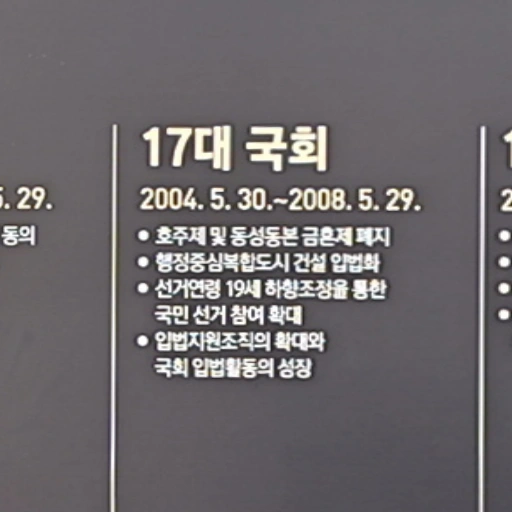 5. 29.
동의
17대 국회
2004. 5. 30.~2008. 5. 29.
• 호주제 및 동성동본 금혼제 폐지
• 행정중심복합도시 건설 입법화
• 선거연령 19세 하향조정을 통한
국민 선거 참여 확대
• 입법지원조직의 확대와
국회 입법활동의 성장
1
2